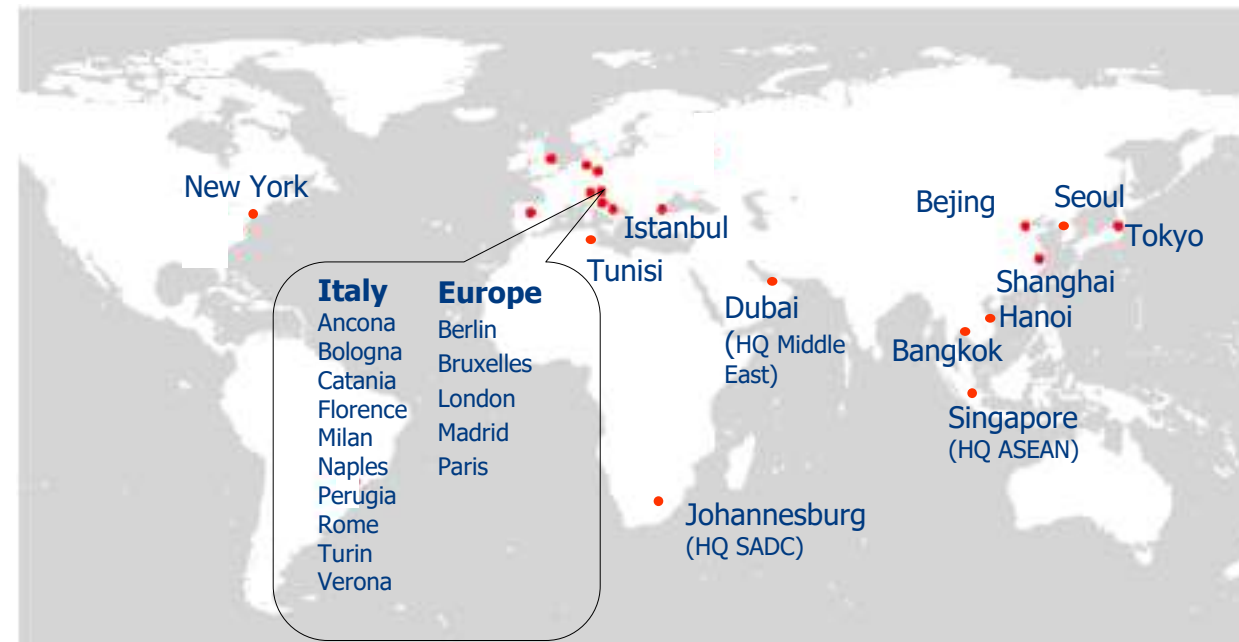 New York
Istanbul
Tunisi
Bejing
Seoul
Tokyo
Shanghai
Hanoi
Bangkok
Dubai
(HQ Middle
East)
Singapore
(HQ ASEAN)
Johannesburg
(HQ SADC)
Italy
Ancona
Bologna
Catania
Florence
Milan
Naples
Perugia
Rome
Turin
Verona
Europe
Berlin
Bruxelles
London
Madrid
Paris